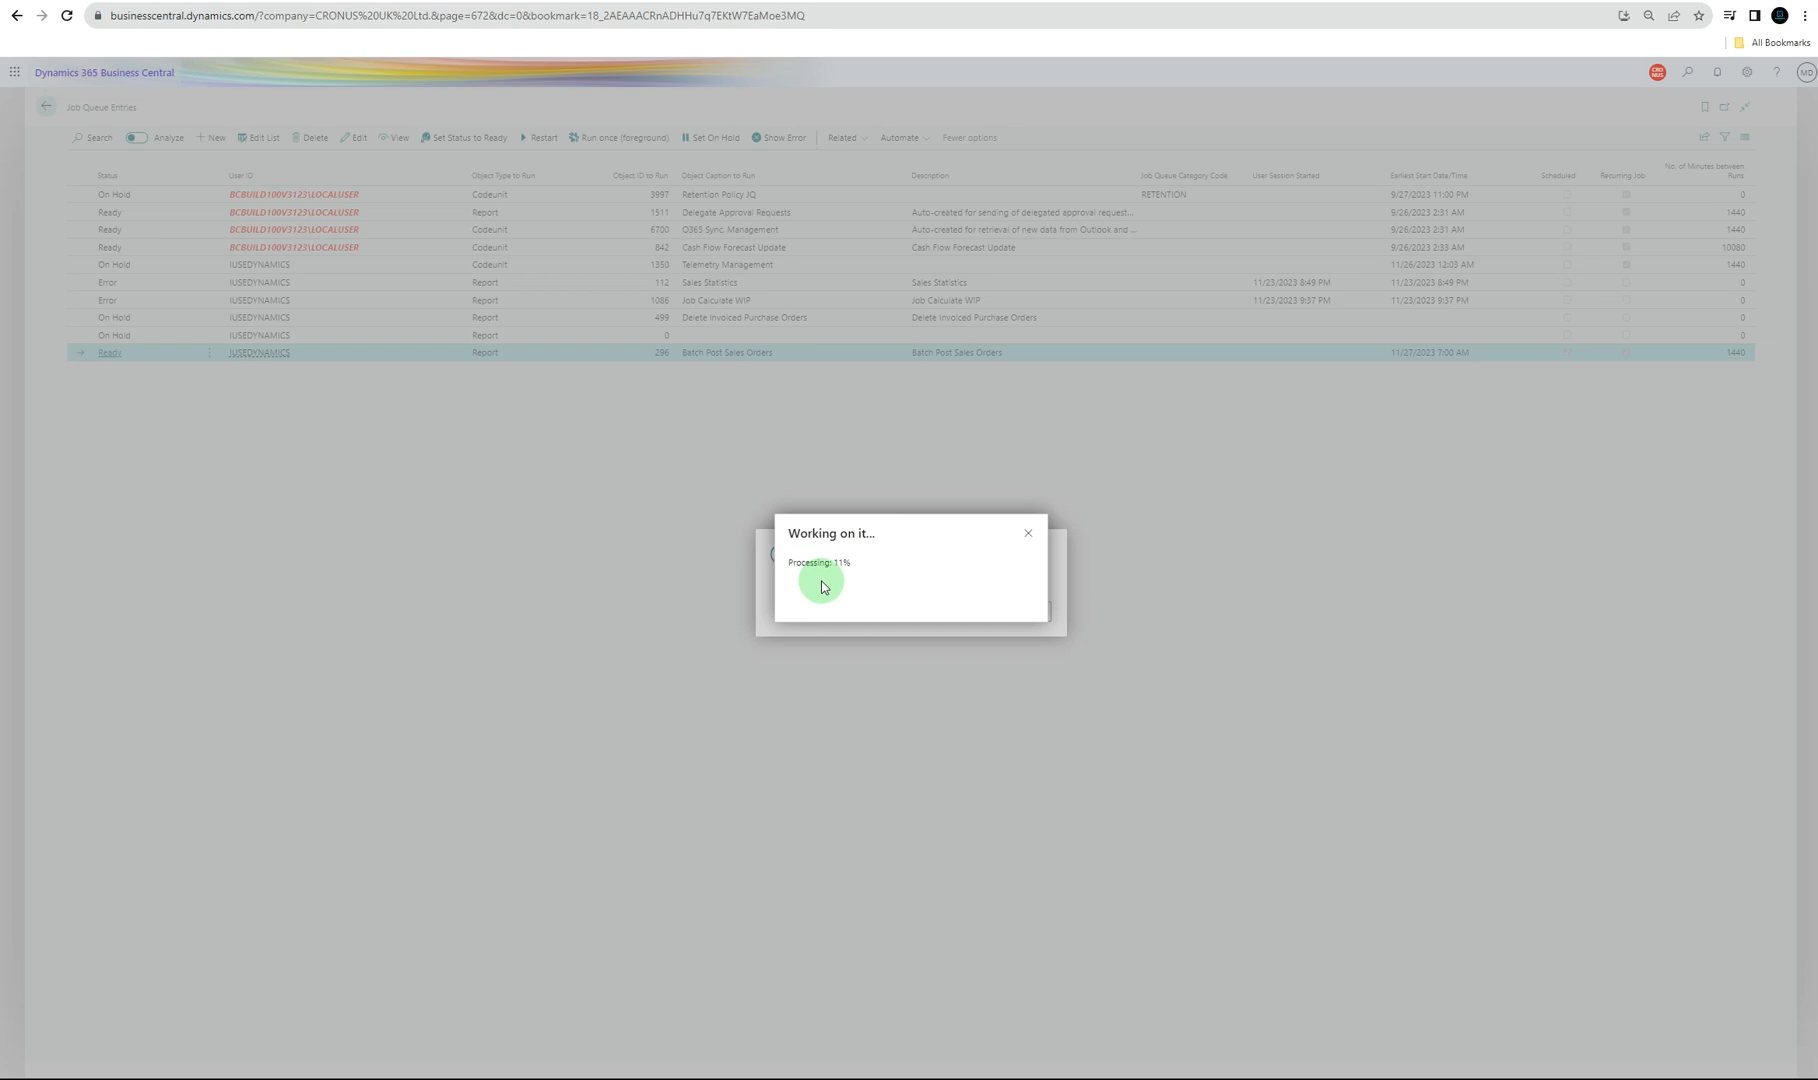 businesscentral.dynamics.com/?company=CRONUS%20UK%20Ltd.&page=672&dc=0&bookmark=18_2AEAAACRnADHHu7q7EKtW7EaMoe3MQ
All Bookmarks
Dynamics 365 Business Central
CRO NUS
MD
Job Queue Entries
Search Analyze New Edit List Delete Edit View Set Status to Ready Restart Run once (foreground) Set On Hold Show Error Related Automate Fewer options
Status User ID Object Type to Run Object ID to Run Object Caption to Run Description Job Queue Category Code User Session Started Earliest Start Date/Time Scheduled Recurring Job No. of Minutes between Runs
On Hold BCBUILD100V3123\LOCALUSER Codeunit 3997 Retention Policy JQ RETENTION 9/27/2023 11:00 PM 0
Ready BCBUILD100V3123\LOCALUSER Report 1511 Delegate Approval Requests Auto-created for sending of delegated approval request... 9/26/2023 2:31 AM 1440
Ready BCBUILD100V3123\LOCALUSER Codeunit 6700 O365 Sync. Management Auto-created for retrieval of new data from Outlook and ... 9/26/2023 2:31 AM 1440
Ready BCBUILD100V3123\LOCALUSER Codeunit 842 Cash Flow Forecast Update Cash Flow Forecast Update 9/26/2023 2:33 AM 10080
On Hold IUSEDYNAMICS Codeunit 1350 Telemetry Management 11/26/2023 12:03 AM 1440
Error IUSEDYNAMICS Report 112 Sales Statistics Sales Statistics 11/23/2023 8:49 PM 11/23/2023 8:49 PM 0
Error IUSEDYNAMICS Report 1086 Job Calculate WIP Job Calculate WIP 11/23/2023 9:37 PM 11/23/2023 9:37 PM 0
On Hold IUSEDYNAMICS Report 499 Delete Invoiced Purchase Orders Delete Invoiced Purchase Orders 0
On Hold IUSEDYNAMICS Report 0 0
Ready IUSEDYNAMICS Report 296 Batch Post Sales Orders Batch Post Sales Orders 11/27/2023 7:00 AM 1440
Working on it...
Processing: 11%